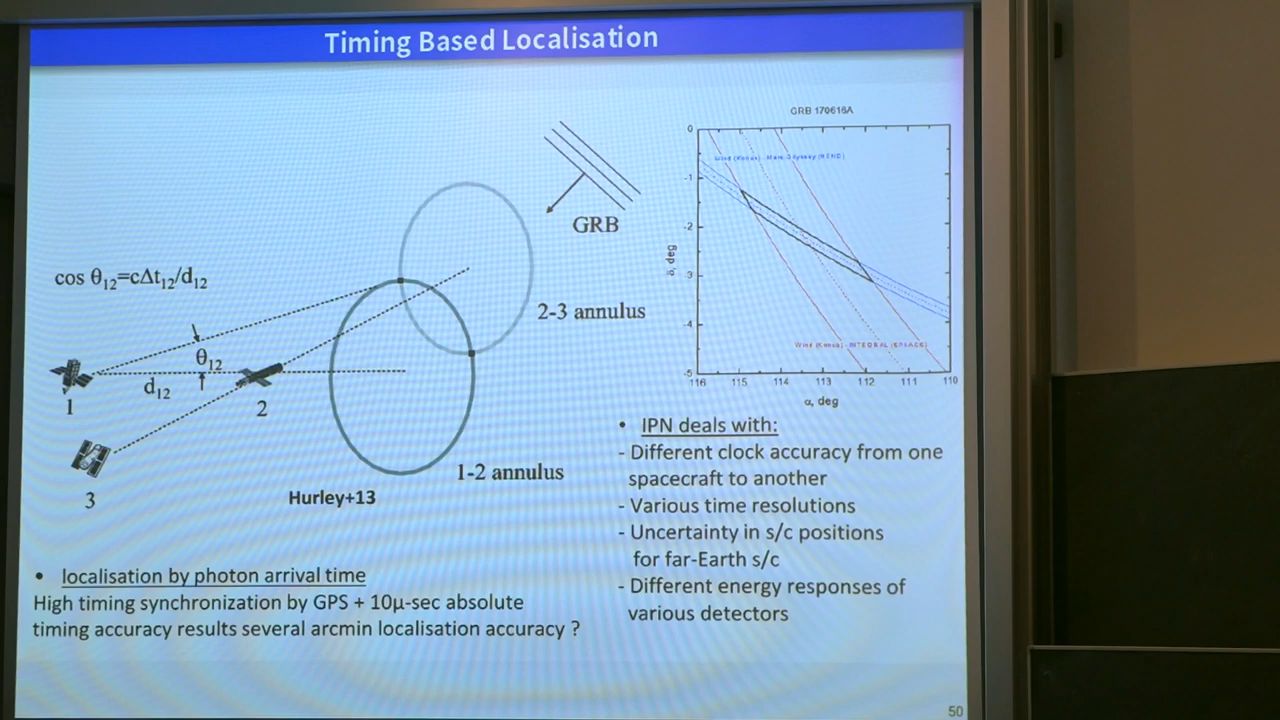 Timing Based Localisation
GRB 170616A
GRB
cos θ₁₂=cΔt₁₂/d₁₂
θ₁₂
d₁₂
1
2
3
2-3 annulus
1-2 annulus
Hurley+13
δ, deg
0
-1
-2
-3
-4
-5
116 115 114 113 112 111 110
α, deg
• IPN deals with:
- Different clock accuracy from one
spacecraft to another
- Various time resolutions
- Uncertainty in s/c positions
for far-Earth s/c
- Different energy responses of
various detectors
• localisation by photon arrival time
High timing synchronization by GPS + 10μ-sec absolute
timing accuracy results several arcmin localisation accuracy ?
50